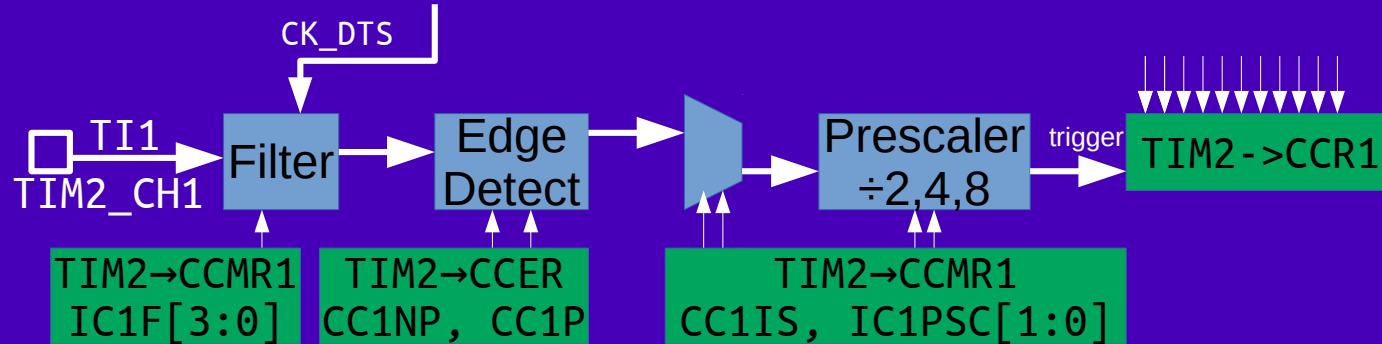 CK_DTS
TI1
TIM2_CH1
Filter
Edge
Detect
Prescaler
÷2,4,8
trigger
TIM2->CCR1
TIM2→CCMR1
IC1F[3:0]
TIM2→CCER
CC1NP, CC1P
TIM2→CCMR1
CC1IS, IC1PSC[1:0]